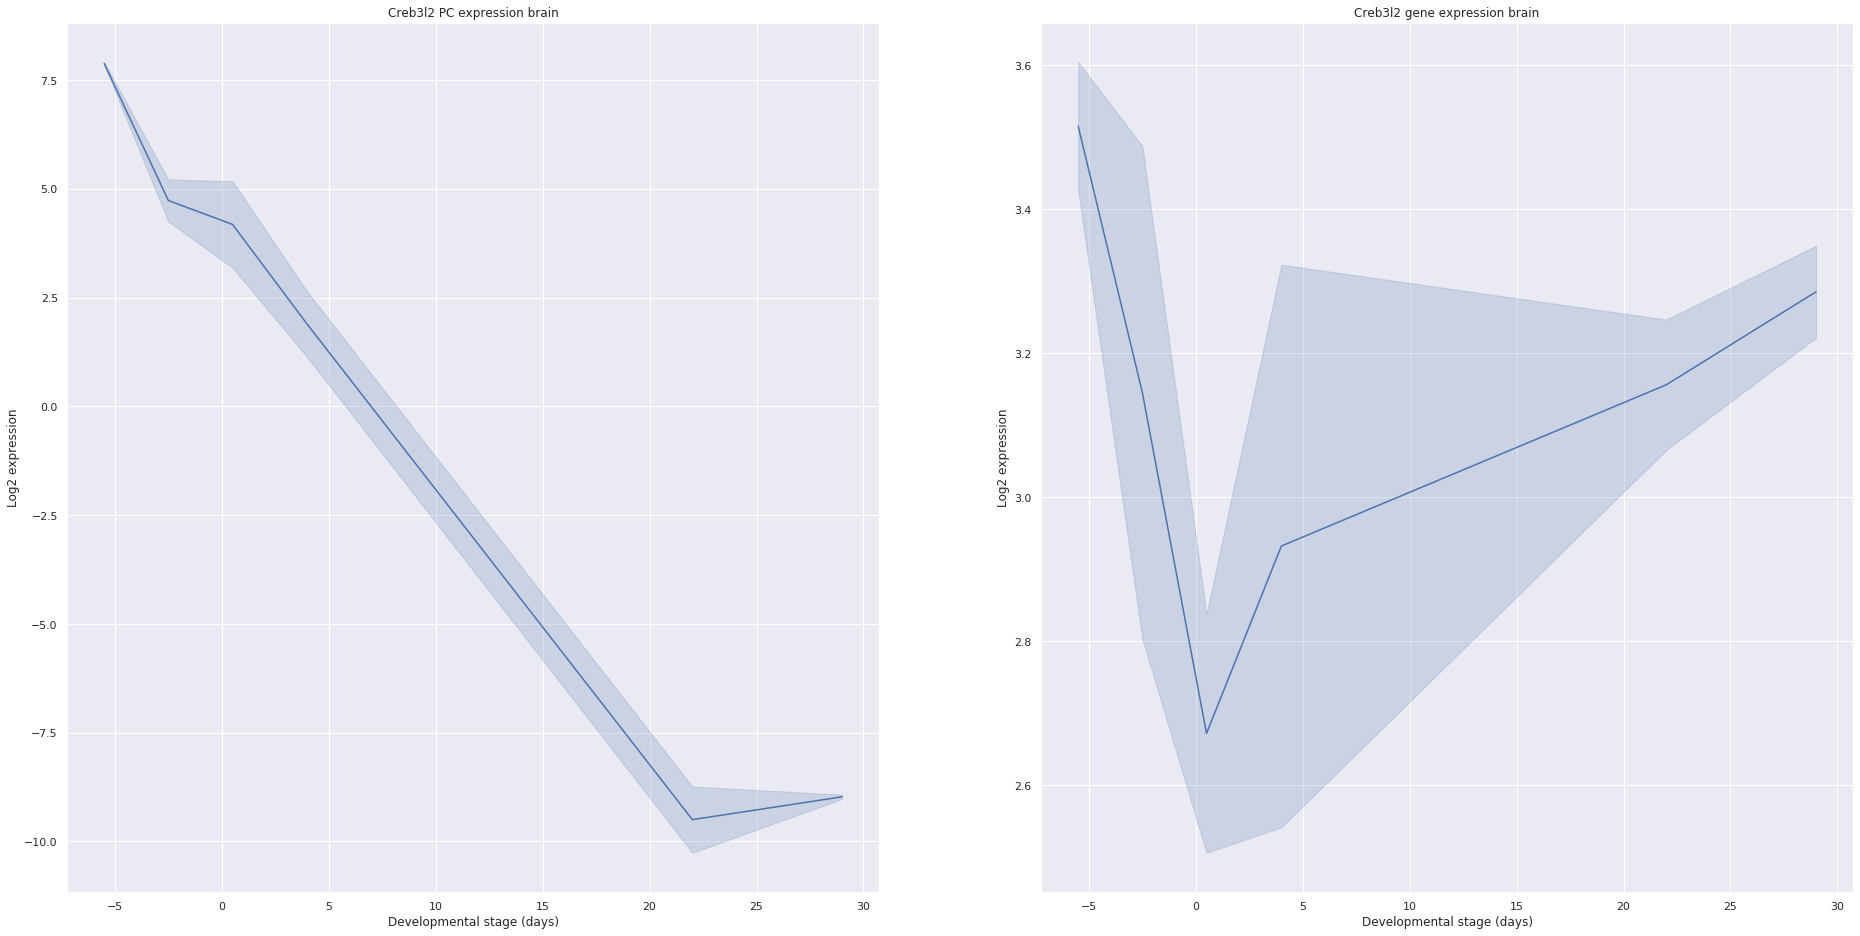 Creb3l2 PC expression brain
7.5
5.0
2.5
0.0
−2.5
−5.0
−7.5
−10.0
Log2 expression
−5 0 5 10 15 20 25 30
Developmental stage (days)
Creb3l2 gene expression brain
3.6
3.4
3.2
3.0
2.8
2.6
Log2 expression
−5 0 5 10 15 20 25 30
Developmental stage (days)